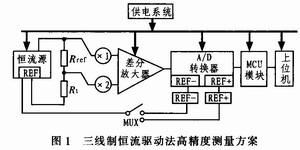 供电系统
恒流源
REF
Rref
R1
×1
×2
差分
放大器
A/D
转换器
REF-
REF+
REF-
REF+
MUX
MCU
模块
上位机
图 1 三线制恒流驱动法高精度测量方案